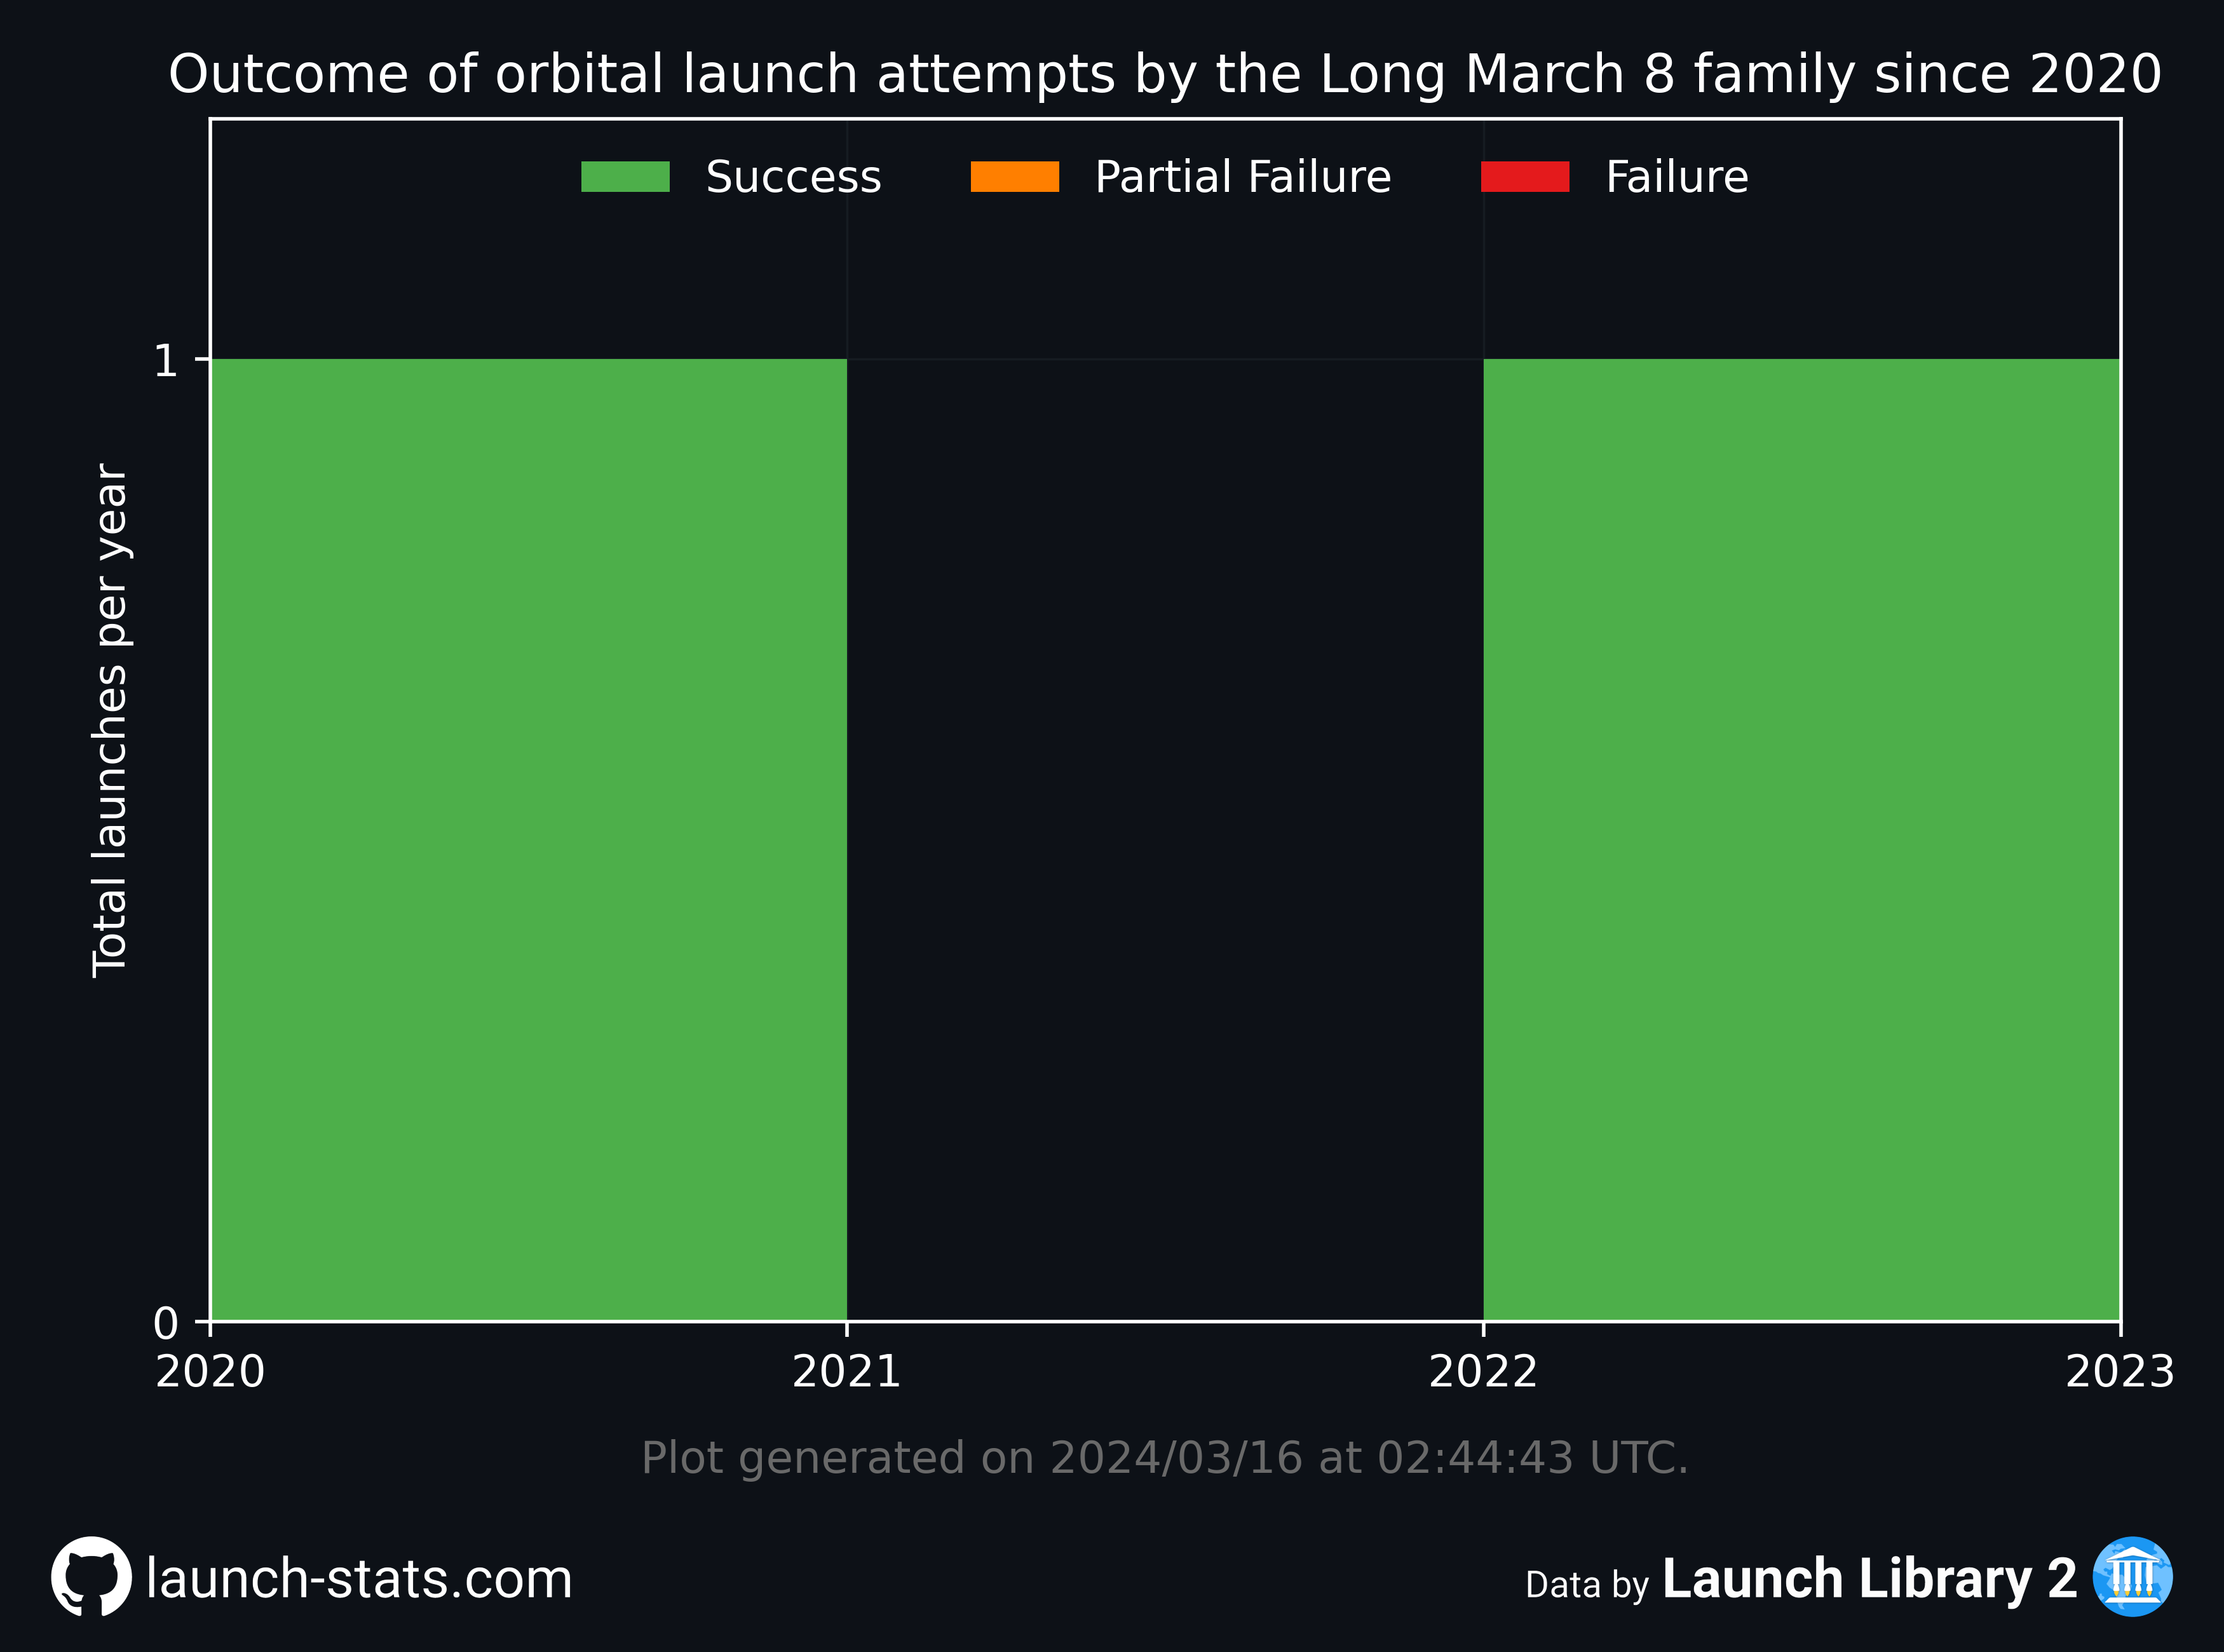 Outcome of orbital launch attempts by the Long March 8 family since 2020
Success Partial Failure Failure
Total launches per year
1
0
2020 2021 2022 2023
Plot generated on 2024/03/16 at 02:44:43 UTC.
launch-stats.com
Data by Launch Library 2